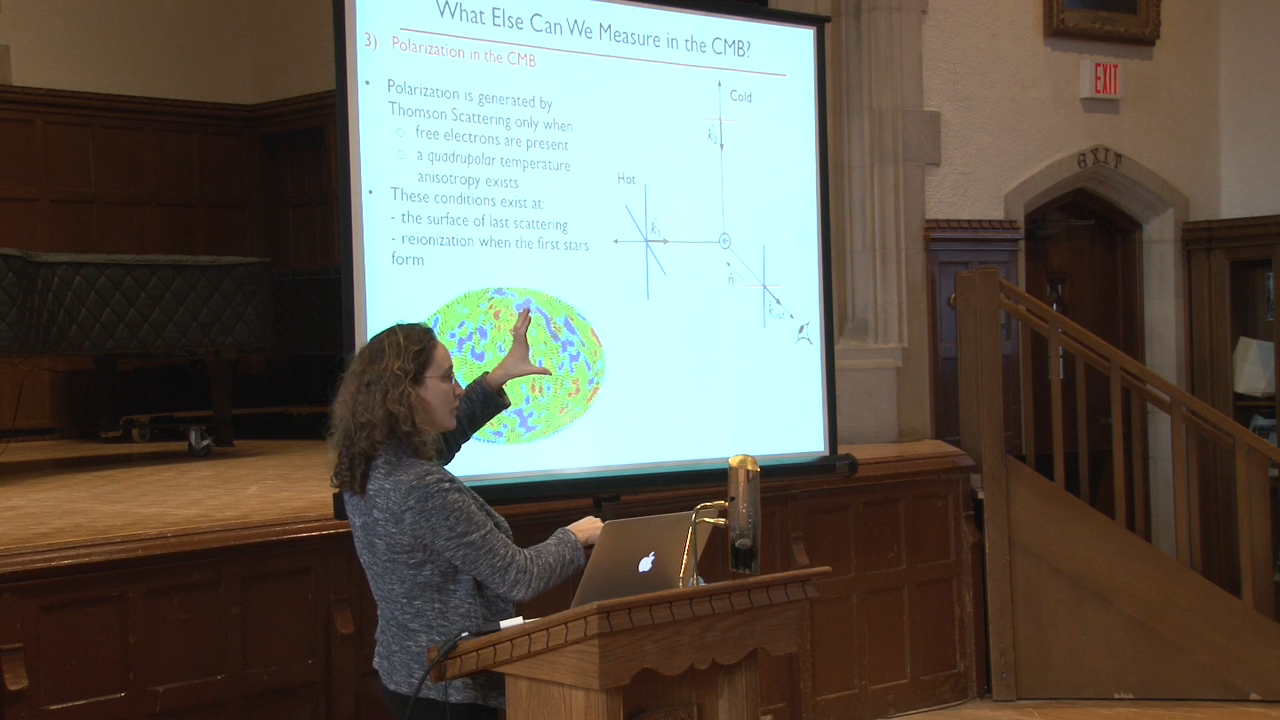 What Else Can We Measure in the CMB?
3) Polarization in the CMB
• Polarization is generated by
Thomson Scattering only when
○ free electrons are present
○ a quadrupolar temperature
anisotropy exists
• These conditions exist at:
- the surface of last scattering
- reionization when the first stars
form
Cold
Hot
EXIT
EXIT